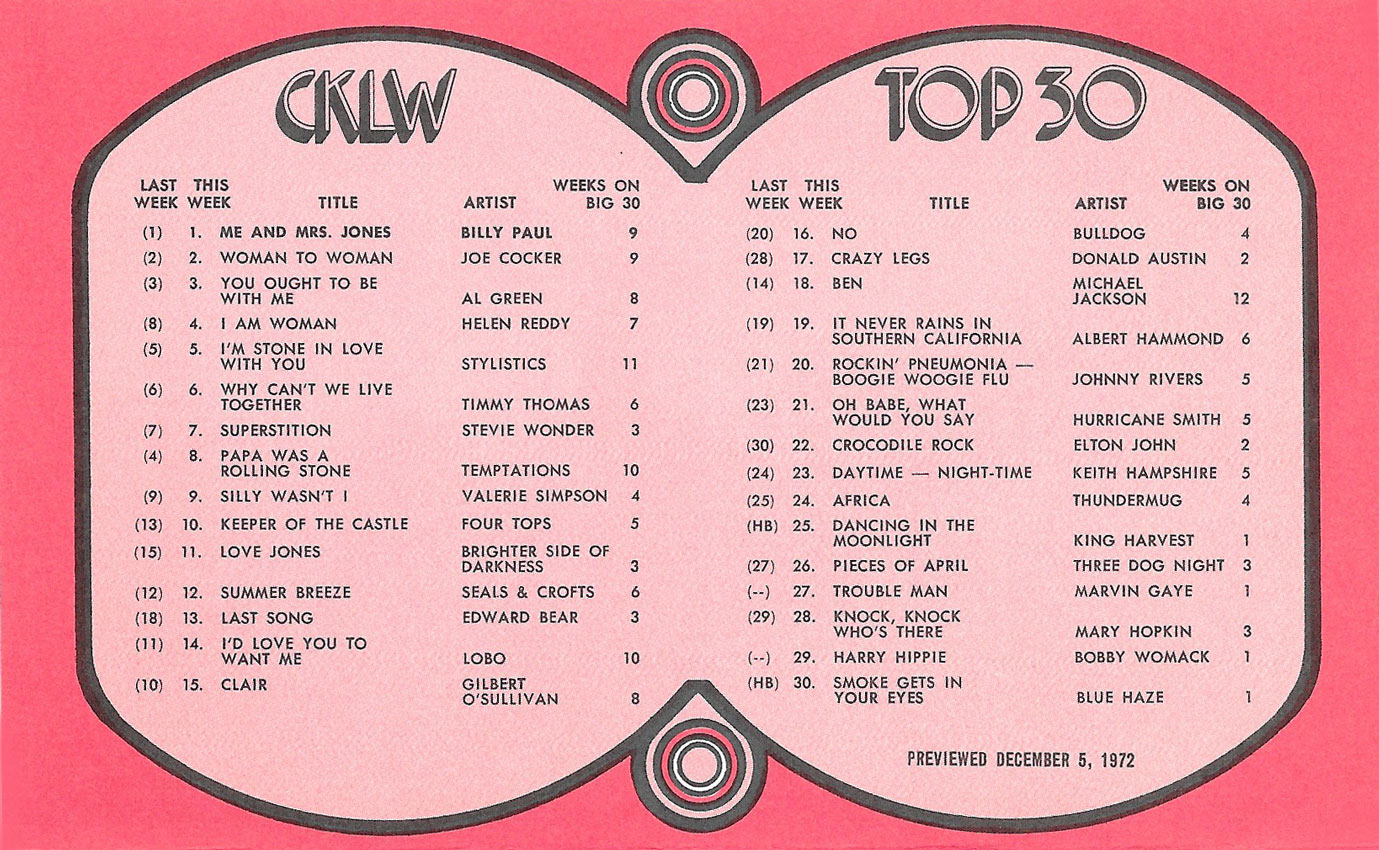 CKLW
LAST THIS WEEKS ON
WEEK WEEK TITLE ARTIST BIG 30
(1) 1. ME AND MRS. JONES BILLY PAUL 9
(2) 2. WOMAN TO WOMAN JOE COCKER 9
(3) 3. YOU OUGHT TO BE
WITH ME AL GREEN 8
(8) 4. I AM WOMAN HELEN REDDY 7
(5) 5. I'M STONE IN LOVE
WITH YOU STYLISTICS 11
(6) 6. WHY CAN'T WE LIVE
TOGETHER TIMMY THOMAS 6
(7) 7. SUPERSTITION STEVIE WONDER 3
(4) 8. PAPA WAS A
ROLLING STONE TEMPTATIONS 10
(9) 9. SILLY WASN'T I VALERIE SIMPSON 4
(13) 10. KEEPER OF THE CASTLE FOUR TOPS 5
(15) 11. LOVE JONES BRIGHTER SIDE OF
DARKNESS 3
(12) 12. SUMMER BREEZE SEALS & CROFTS 6
(18) 13. LAST SONG EDWARD BEAR 3
(11) 14. I'D LOVE YOU TO
WANT ME LOBO 10
(10) 15. CLAIR GILBERT
O'SULLIVAN 8
TOP 30
LAST THIS WEEKS ON
WEEK WEEK TITLE ARTIST BIG 30
(20) 16. NO BULLDOG 4
(28) 17. CRAZY LEGS DONALD AUSTIN 2
(14) 18. BEN MICHAEL
JACKSON 12
(19) 19. IT NEVER RAINS IN
SOUTHERN CALIFORNIA ALBERT HAMMOND 6
(21) 20. ROCKIN' PNEUMONIA —
BOOGIE WOOGIE FLU JOHNNY RIVERS 5
(23) 21. OH BABE, WHAT
WOULD YOU SAY HURRICANE SMITH 5
(30) 22. CROCODILE ROCK ELTON JOHN 2
(24) 23. DAYTIME — NIGHT-TIME KEITH HAMPSHIRE 5
(25) 24. AFRICA THUNDERMUG 4
(HB) 25. DANCING IN THE
MOONLIGHT KING HARVEST 1
(27) 26. PIECES OF APRIL THREE DOG NIGHT 3
(--) 27. TROUBLE MAN MARVIN GAYE 1
(29) 28. KNOCK, KNOCK
WHO'S THERE MARY HOPKIN 3
(--) 29. HARRY HIPPIE BOBBY WOMACK 1
(HB) 30. SMOKE GETS IN
YOUR EYES BLUE HAZE 1
PREVIEWED DECEMBER 5, 1972